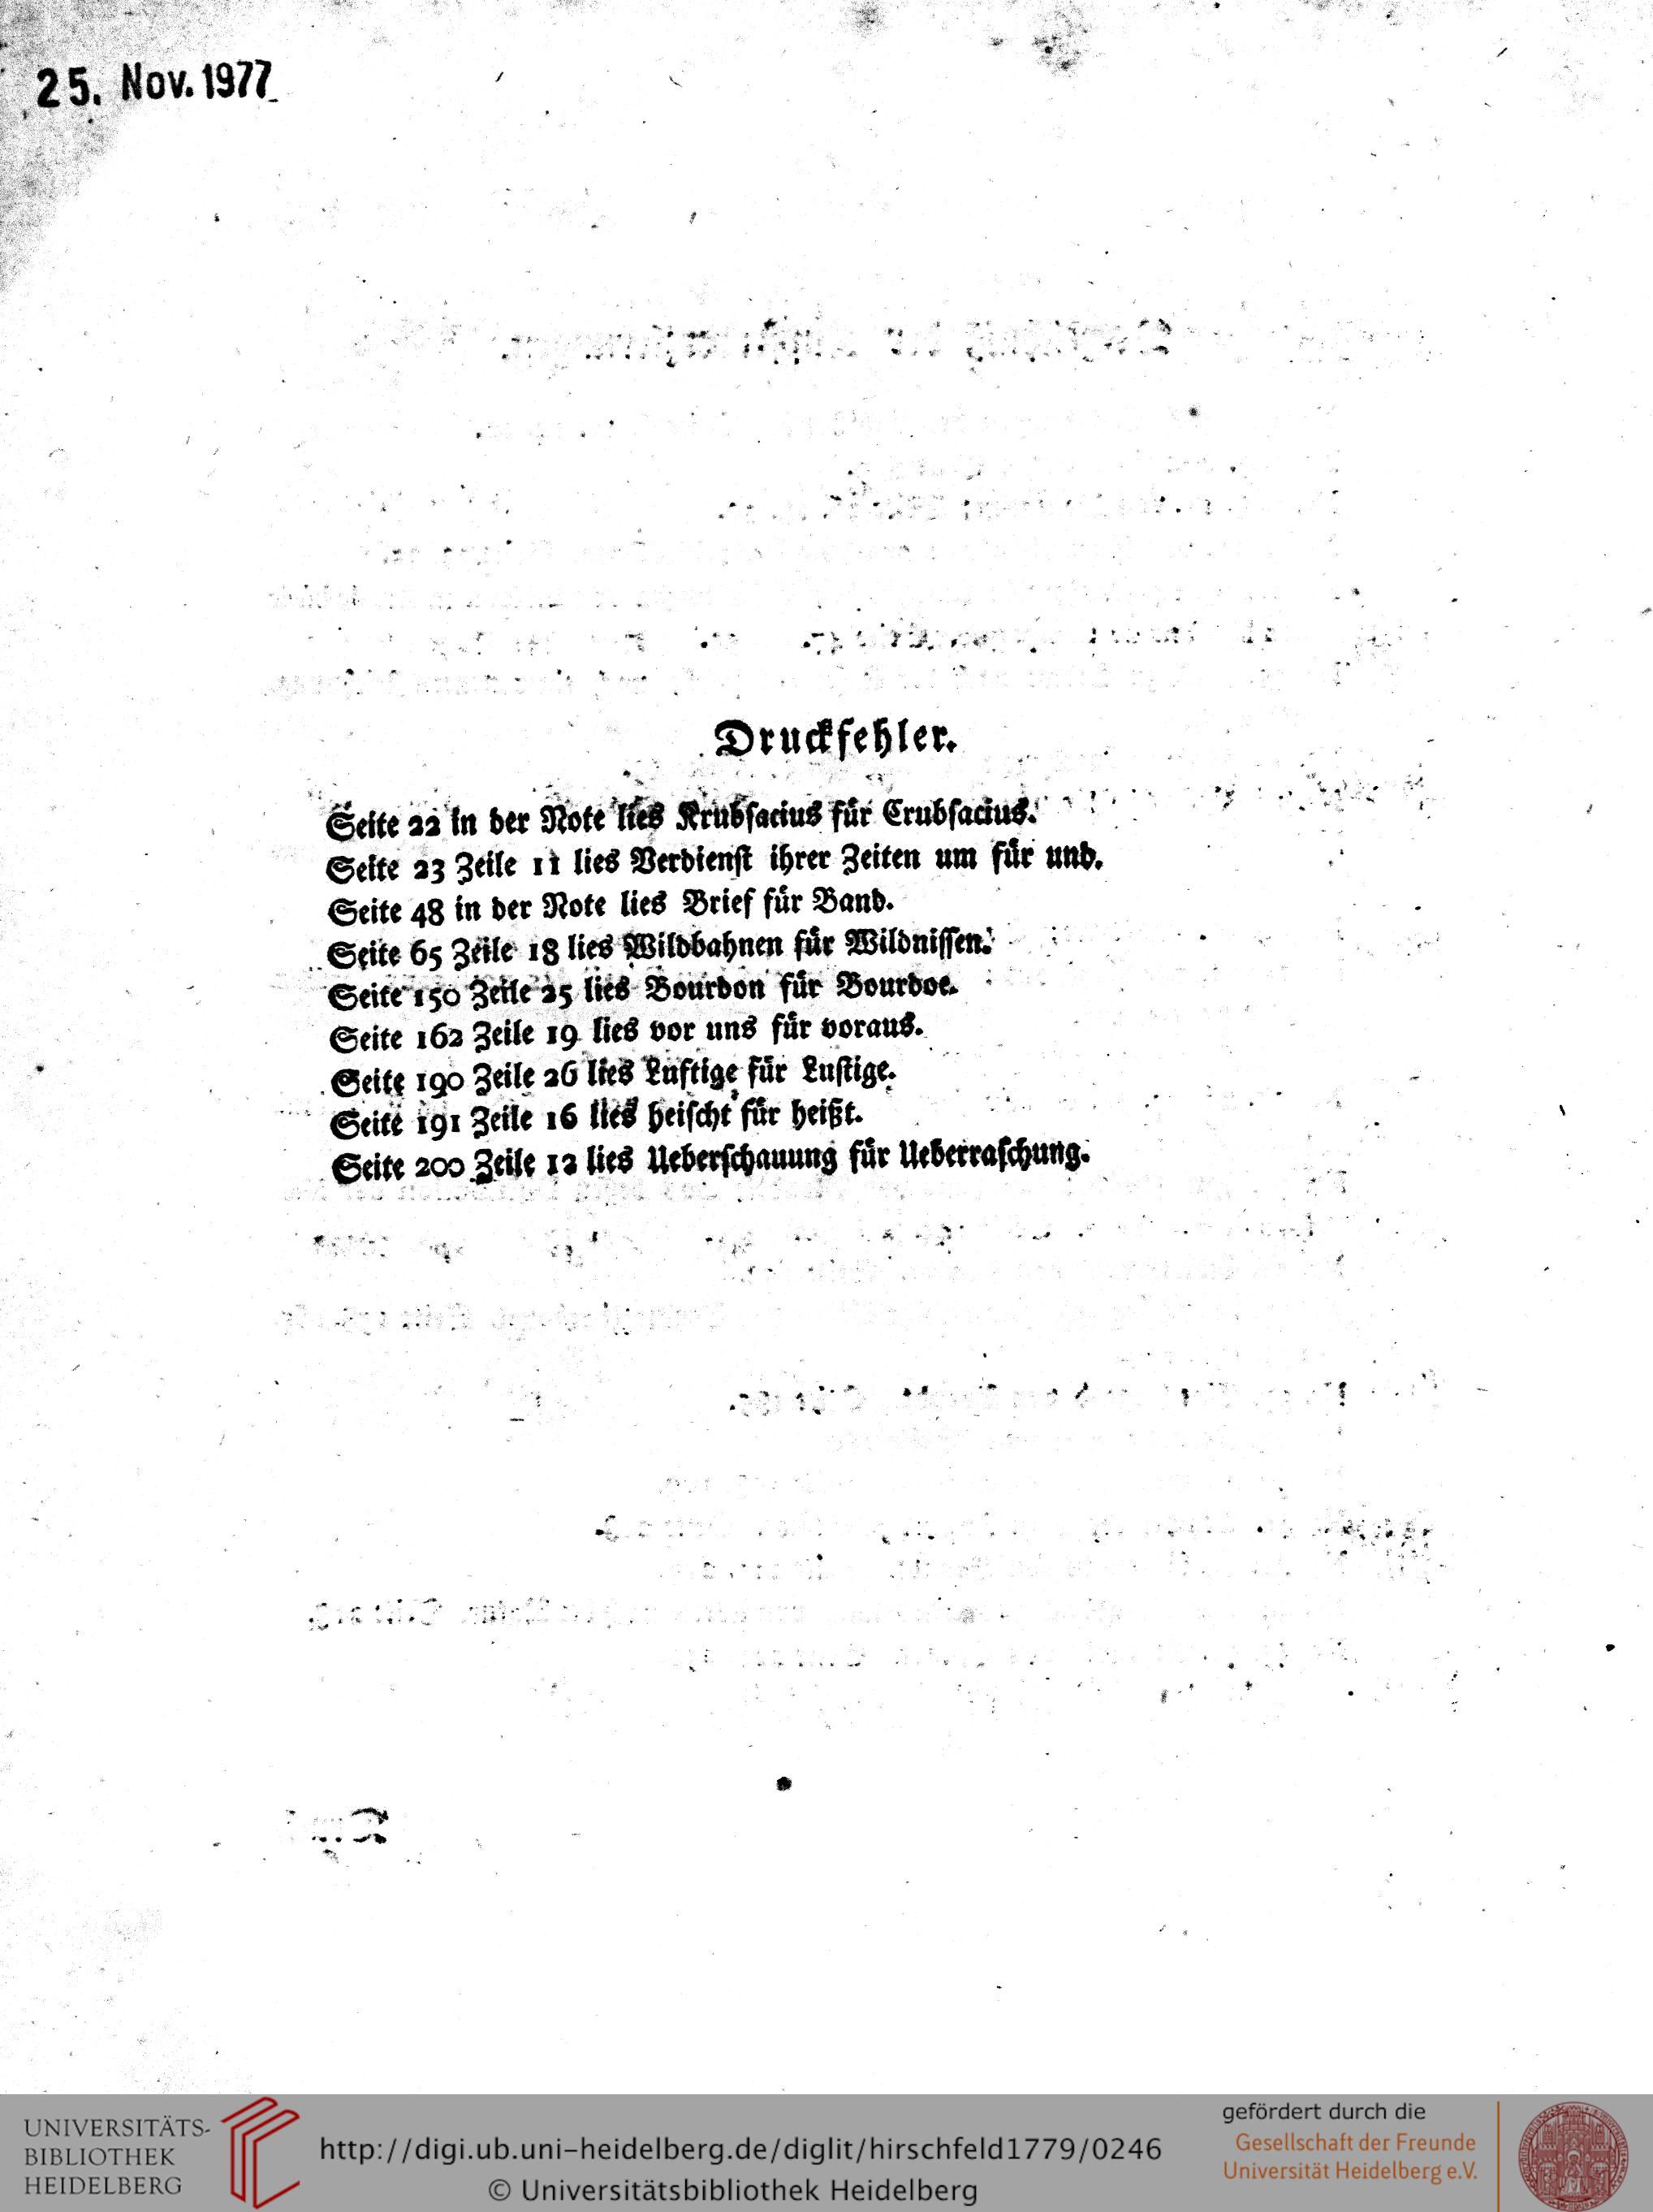 25. Nov. 1977
Druckfehler.
Seite 22 in der Note lies Krubſacius für Crubſacius.
Seite 23 Zeile 11 lies Verdienſt ihrer Zeiten um für und.
Seite 48 in der Note lies Brief für Band.
Seite 65 Zeile 18 lies Wildbahnen für Wildniſſen.
Seite 150 Zeile 25 lies Bourdon für Bourdoe.
Seite 162 Zeile 19 lies vor uns für voraus.
Seite 190 Zeile 26 lies Luftige für Luſtige.
Seite 191 Zeile 16 lies heiſcht für heißt.
Seite 200 Zeile 12 lies Ueberſchauung für Ueberraſchung.
UNIVERSITÄTS-
BIBLIOTHEK
HEIDELBERG
http://digi.ub.uni-heidelberg.de/diglit/hirschfeld1779/0246
© Universitätsbibliothek Heidelberg
gefördert durch die
Gesellschaft der Freunde
Universität Heidelberg e.V.